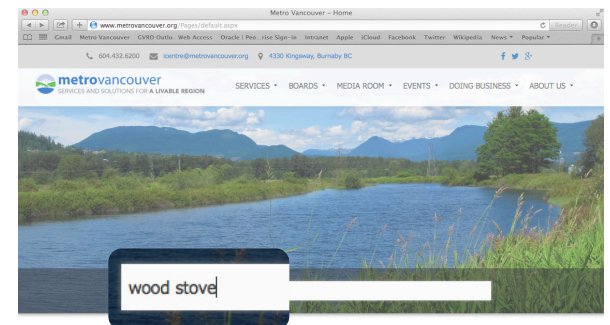 Metro Vancouver – Home
www.metrovancouver.org/Pages/default.aspx
Reader
Gmail Metro Vancouver GVRD Outlo...Web Access Oracle | Peo...rise Sign-in Intranet Apple iCloud Facebook Twitter Wikipedia News Popular
604.432.6200 icentre@metrovancouver.org 4330 Kingsway, Burnaby BC
metrovancouver
SERVICES AND SOLUTIONS FOR A LIVABLE REGION
SERVICES BOARDS MEDIA ROOM EVENTS DOING BUSINESS ABOUT US
wood stove